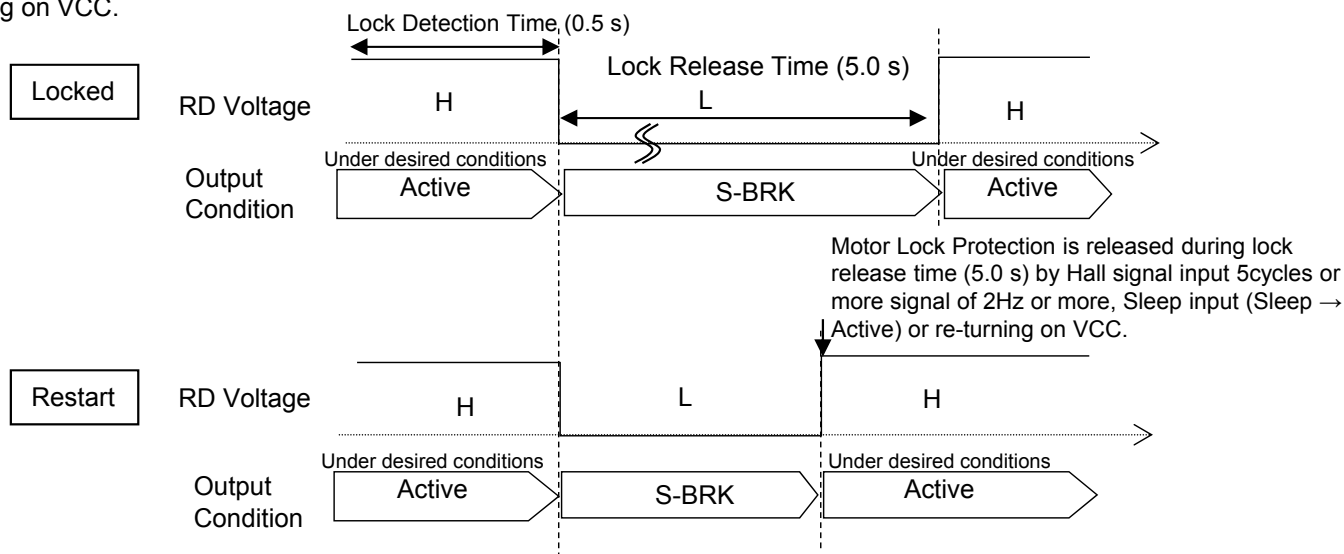 g on VCC.
Lock Detection Time (0.5 s)
Locked
RD Voltage
H
Lock Release Time (5.0 s)
L
H
Output
Condition
Under desired conditions
Active
S-BRK
Under desired conditions
Active
Motor Lock Protection is released during lock
release time (5.0 s) by Hall signal input 5cycles or
more signal of 2Hz or more, Sleep input (Sleep →
Active) or re-turning on VCC.
Restart
RD Voltage
H
L
H
Output
Condition
Under desired conditions
Active
S-BRK
Under desired conditions
Active